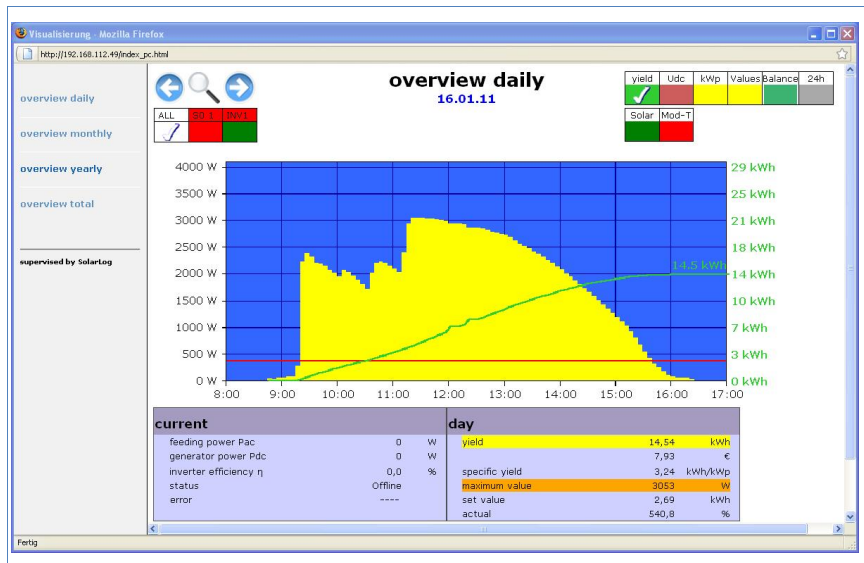 Visualisierung - Mozilla Firefox
http://192.168.112.49/index_pc.html
overview daily
overview monthly
overview yearly
overview total
supervised by SolarLog
overview daily
16.01.11
ALL S0 1 INV1
yield Udc kWp Values Balance 24h
Solar Mod-T
4000 W 29 kWh
3500 W 25 kWh
3000 W 21 kWh
2500 W 18 kWh
14.5 kWh
2000 W 14 kWh
1500 W 10 kWh
1000 W 7 kWh
500 W 3 kWh
0 W 0 kWh
8:00 9:00 10:00 11:00 12:00 13:00 14:00 15:00 16:00 17:00
current
feeding power Pac 0 W
generator power Pdc 0 W
inverter efficiency η 0,0 %
status Offline
error ----
day
yield 14,54 kWh
7,93 €
specific yield 3,24 kWh/kWp
maximum value 3053 W
set value 2,69 kWh
actual 540,8 %
Fertig